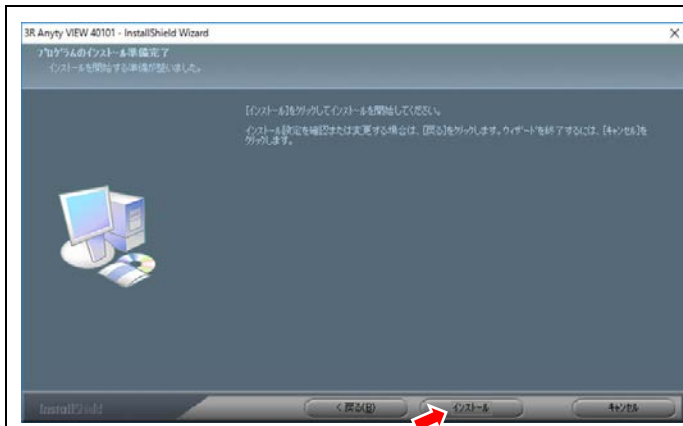 3R Anyty VIEW 40101 - InstallShield Wizard
プログラムのインストール準備完了
インストールを開始する準備が整いました。
[インストール]をクリックしてインストールを開始してください。
インストール設定を確認または変更する場合は、[戻る]をクリックします。ウィザードを終了するには、[キャンセル]を
クリックします。
InstallShield
< 戻る(B)
インストール
キャンセル